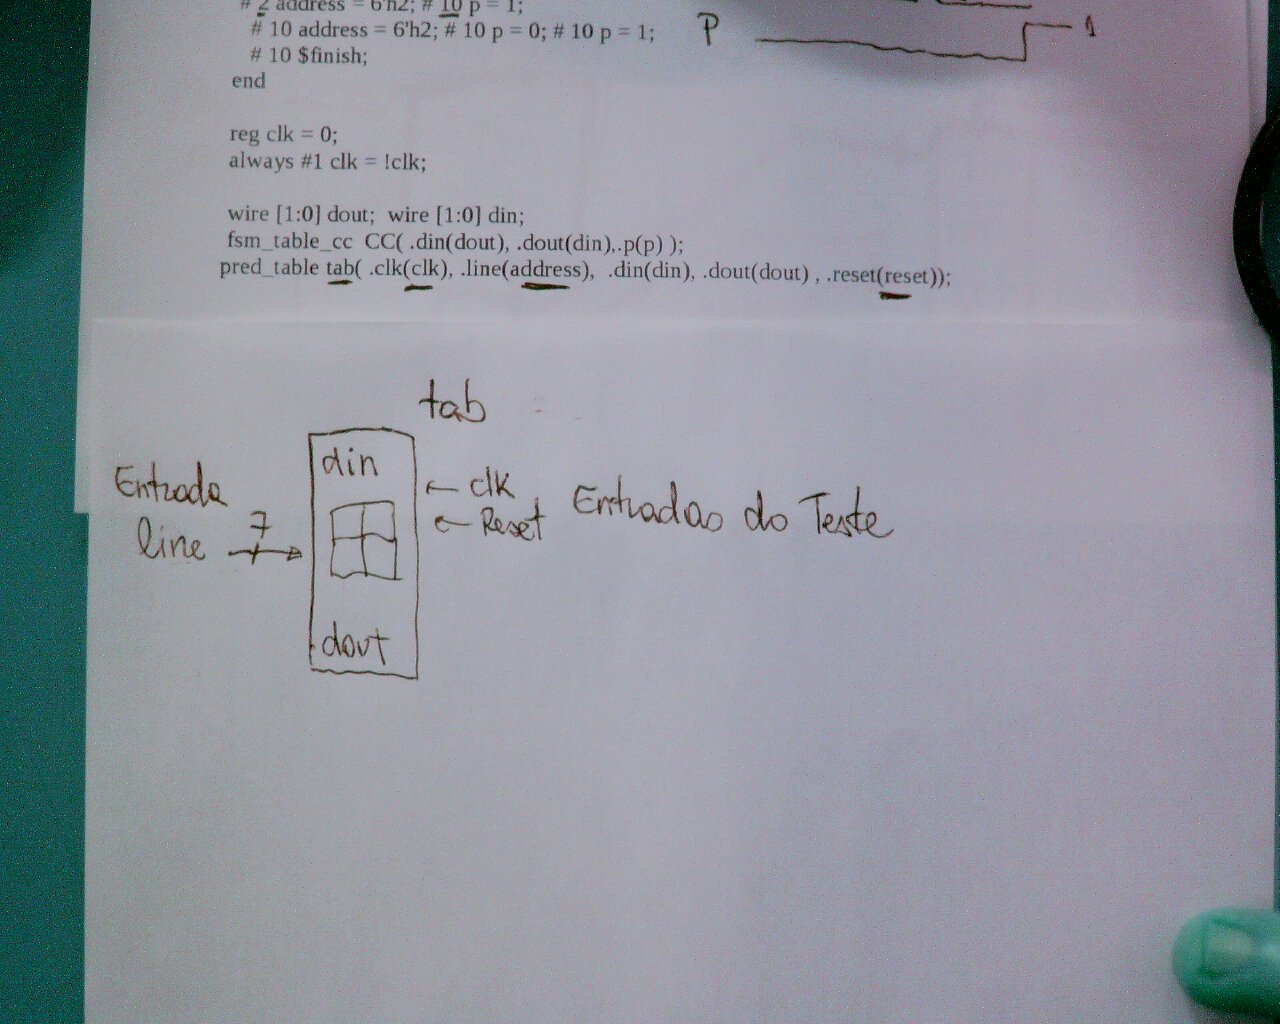 # 2 address = 6'h2; # 10 p = 1;
# 10 address = 6'h2; # 10 p = 0; # 10 p = 1;
P
1
# 10 $finish;
end
reg clk = 0;
always #1 clk = !clk;
wire [1:0] dout; wire [1:0] din;
fsm_table_cc CC( .din(dout), .dout(din),.p(p) );
pred_table tab( .clk(clk), .line(address), .din(din), .dout(dout) , .reset(reset));
tab
din
Entrada
line
7
clk
Reset
Entradas do Teste
dout